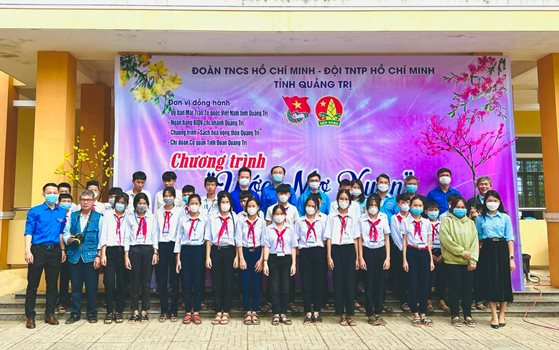 ĐOÀN TNCS HỒ CHÍ MINH - ĐỘI TNTP HỒ CHÍ MINH
TỈNH QUẢNG TRỊ
Đơn vị đồng hành
- Ủy ban Mặt Trận Tổ quốc Việt Nam tỉnh Quảng Trị
- Ngân hàng BIDV chi nhánh Quảng Trị
- Chương trình "Sách hóa nông thôn Quảng Trị"
- Chi đoàn Cơ quan Tỉnh Đoàn Quảng Trị
Chương trình
"Ước Mơ Xuân"